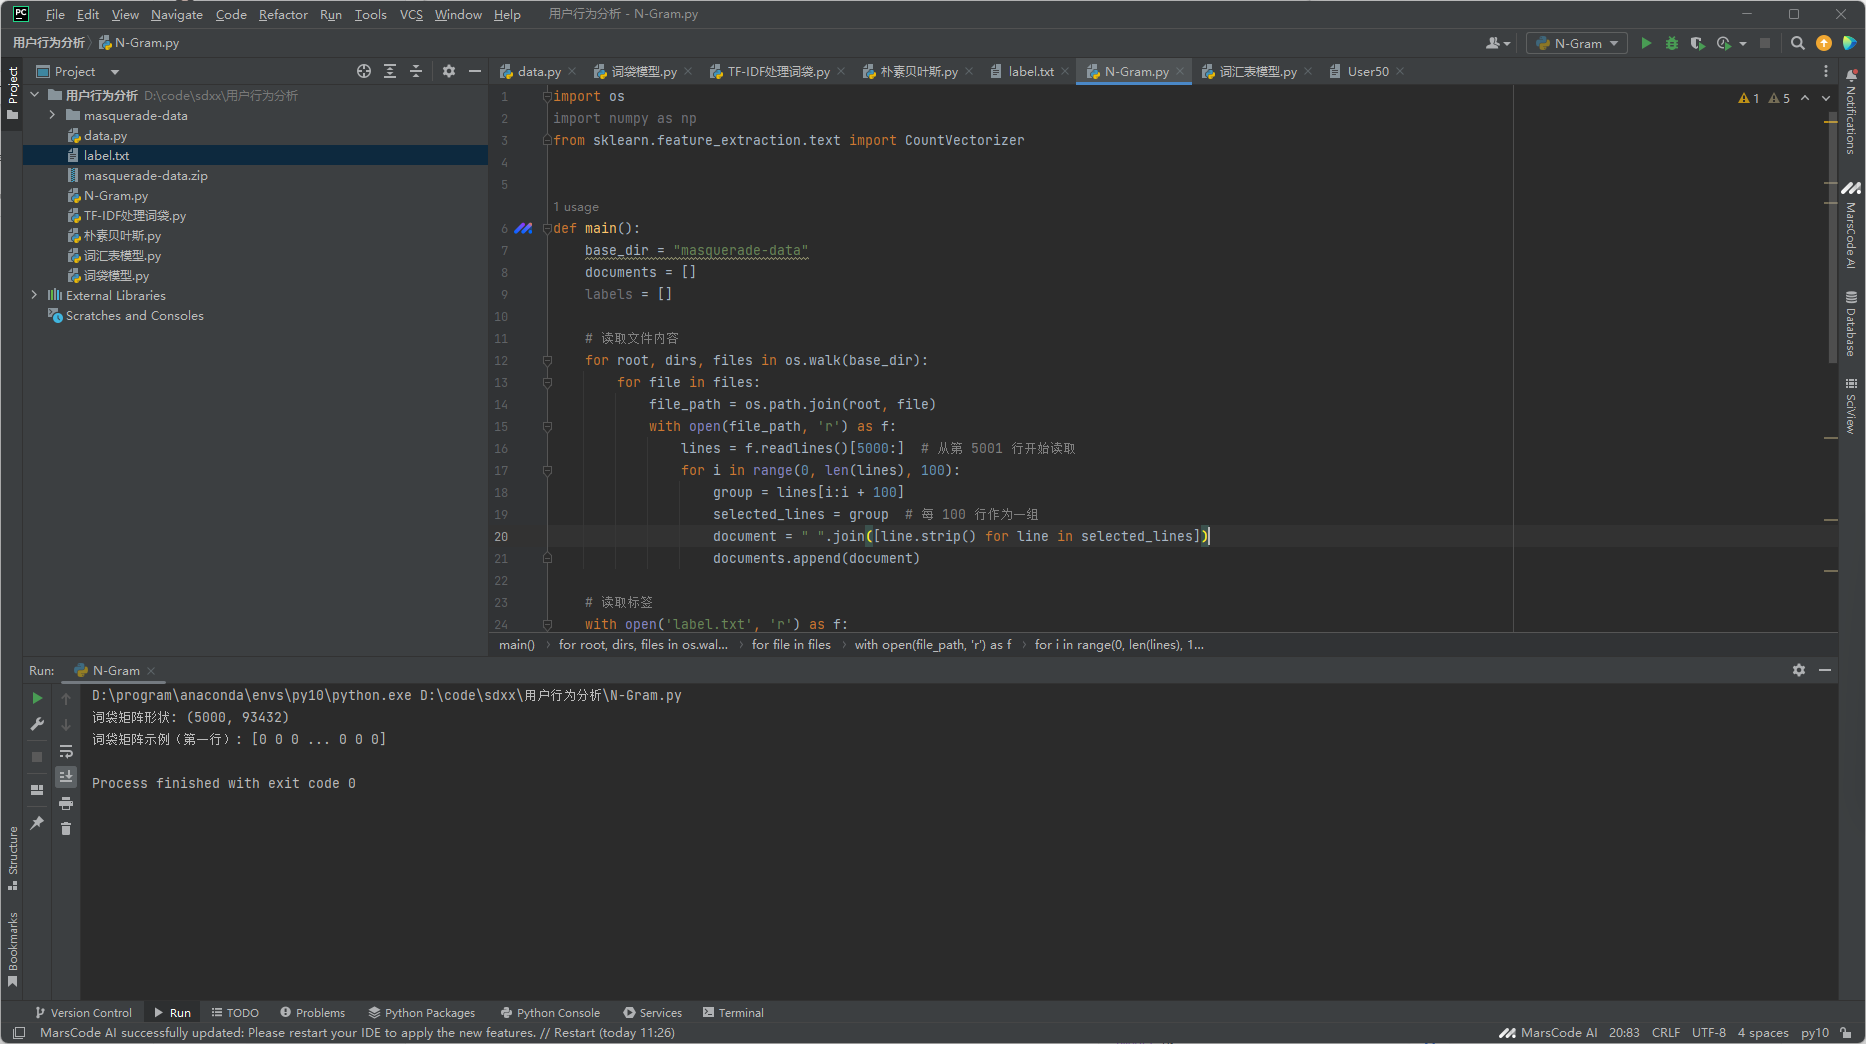 PC File Edit View Navigate Code Refactor Run Tools VCS Window Help 用户行为分析 - N-Gram.py
用户行为分析 N-Gram.py
N-Gram
Project
Project
data.py 词袋模型.py TF-IDF处理词袋.py 朴素贝叶斯.py label.txt N-Gram.py 词汇表模型.py User50
用户行为分析 D:\code\sdxx\用户行为分析
masquerade-data
data.py
label.txt
masquerade-data.zip
N-Gram.py
TF-IDF处理词袋.py
朴素贝叶斯.py
词汇表模型.py
词袋模型.py
External Libraries
Scratches and Consoles
1 5
1 import os
2 import numpy as np
3 from sklearn.feature_extraction.text import CountVectorizer
4
5
1 usage
6 def main():
7 base_dir = "masquerade-data"
8 documents = []
9 labels = []
10
11 # 读取文件内容
12 for root, dirs, files in os.walk(base_dir):
13 for file in files:
14 file_path = os.path.join(root, file)
15 with open(file_path, 'r') as f:
16 lines = f.readlines()[5000:] # 从第 5001 行开始读取
17 for i in range(0, len(lines), 100):
18 group = lines[i:i + 100]
19 selected_lines = group # 每 100 行作为一组
20 document = " ".join([line.strip() for line in selected_lines])
21 documents.append(document)
22
23 # 读取标签
24 with open('label.txt', 'r') as f:
main() for root, dirs, files in os.wal... for file in files with open(file_path, 'r') as f for i in range(0, len(lines), 1...
Notifications
MarsCode AI
Database
SciView
Run: N-Gram
D:\program\anaconda\envs\py10\python.exe D:\code\sdxx\用户行为分析\N-Gram.py
词袋矩阵形状: (5000, 93432)
词袋矩阵示例（第一行）: [0 0 0 ... 0 0 0]
Process finished with exit code 0
Structure
Bookmarks
Version Control Run TODO Problems Python Packages Python Console Services Terminal
MarsCode AI successfully updated: Please restart your IDE to apply the new features. // Restart (today 11:26) MarsCode AI 20:83 CRLF UTF-8 4 spaces py10